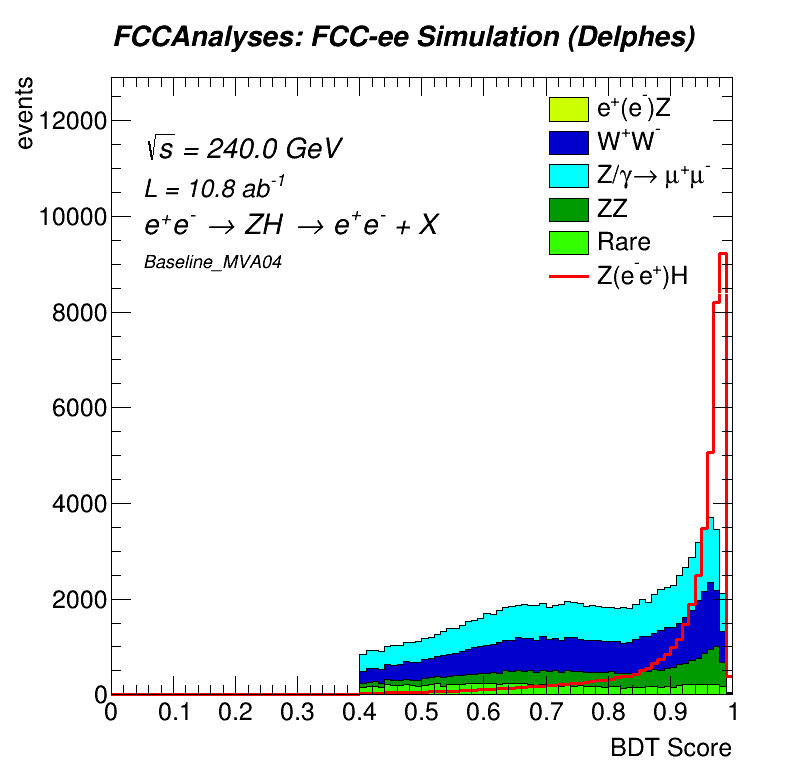 FCCAnalyses: FCC-ee Simulation (Delphes)
events
12000
10000
8000
6000
4000
2000
0
√s = 240.0 GeV
L = 10.8 ab⁻¹
e⁺e⁻ → ZH → e⁺e⁻ + X
Baseline_MVA04
e⁺(e⁻)Z
W⁺W⁻
Z/γ→ μ⁺μ⁻
ZZ
Rare
Z(e⁻e⁺)H
0 0.1 0.2 0.3 0.4 0.5 0.6 0.7 0.8 0.9 1
BDT Score